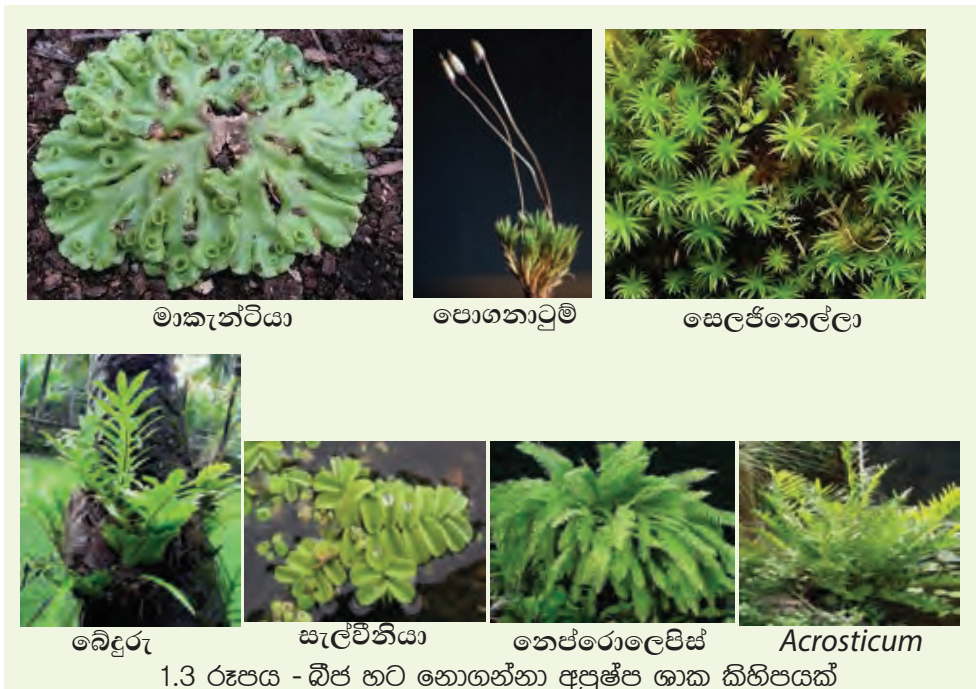 මාකැන්ටියා
පොගනාටුම්
සෙලජිනෙල්ලා
බේදුරු
සැල්වීනියා
නෙප්රොලෙපිස්
Acrosticum
1.3 රූපය - බීජ හට නොගන්නා අපුෂ්ප ශාක කිහිපයක්